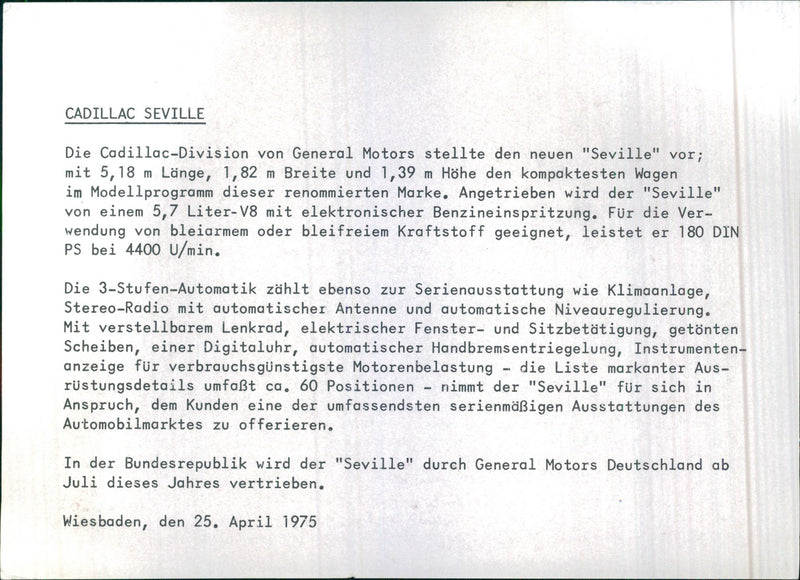 CADILLAC SEVILLE
Die Cadillac-Division von General Motors stellte den neuen "Seville" vor;
mit 5,18 m Länge, 1,82 m Breite und 1,39 m Höhe den kompaktesten Wagen
im Modellprogramm dieser renommierten Marke. Angetrieben wird der "Seville"
von einem 5,7 Liter-V8 mit elektronischer Benzineinspritzung. Für die Ver-
wendung von bleiarmem oder bleifreiem Kraftstoff geeignet, leistet er 180 DIN
PS bei 4400 U/min.
Die 3-Stufen-Automatik zählt ebenso zur Serienausstattung wie Klimaanlage,
Stereo-Radio mit automatischer Antenne und automatische Niveauregulierung.
Mit verstellbarem Lenkrad, elektrischer Fenster- und Sitzbetätigung, getönten
Scheiben, einer Digitaluhr, automatischer Handbremsentriegelung, Instrumenten-
anzeige für verbrauchsgünstigste Motorenbelastung - die Liste markanter Aus-
rüstungsdetails umfaßt ca. 60 Positionen - nimmt der "Seville" für sich in
Anspruch, dem Kunden eine der umfassendsten serienmäßigen Ausstattungen des
Automobilmarktes zu offerieren.
In der Bundesrepublik wird der "Seville" durch General Motors Deutschland ab
Juli dieses Jahres vertrieben.
Wiesbaden, den 25. April 1975